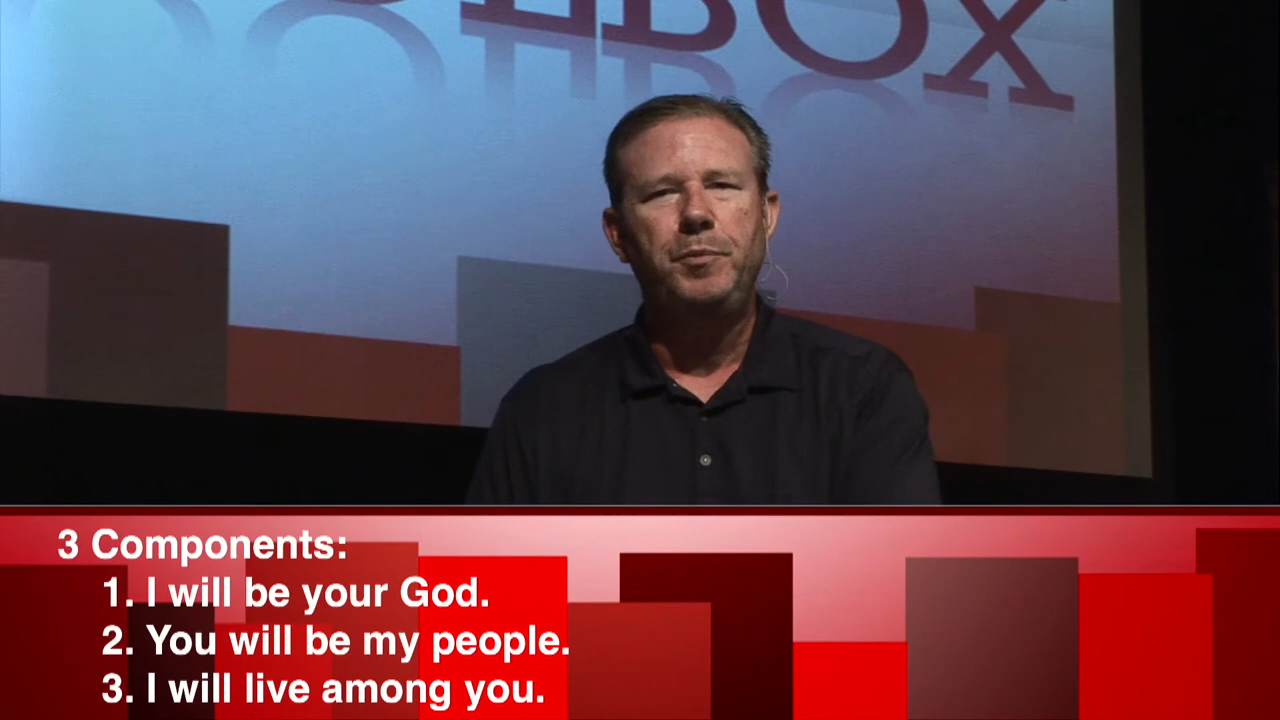 3 Components:
1. I will be your God.
2. You will be my people.
3. I will live among you.